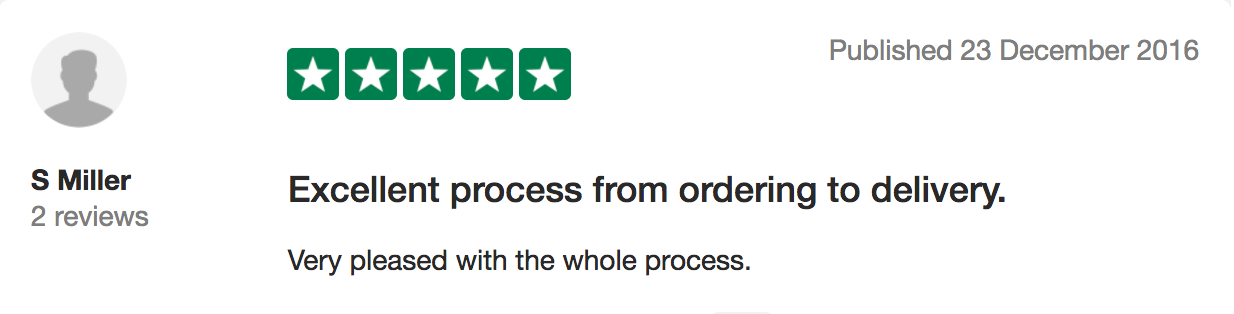 Published 23 December 2016
S Miller
2 reviews
Excellent process from ordering to delivery.
Very pleased with the whole process.